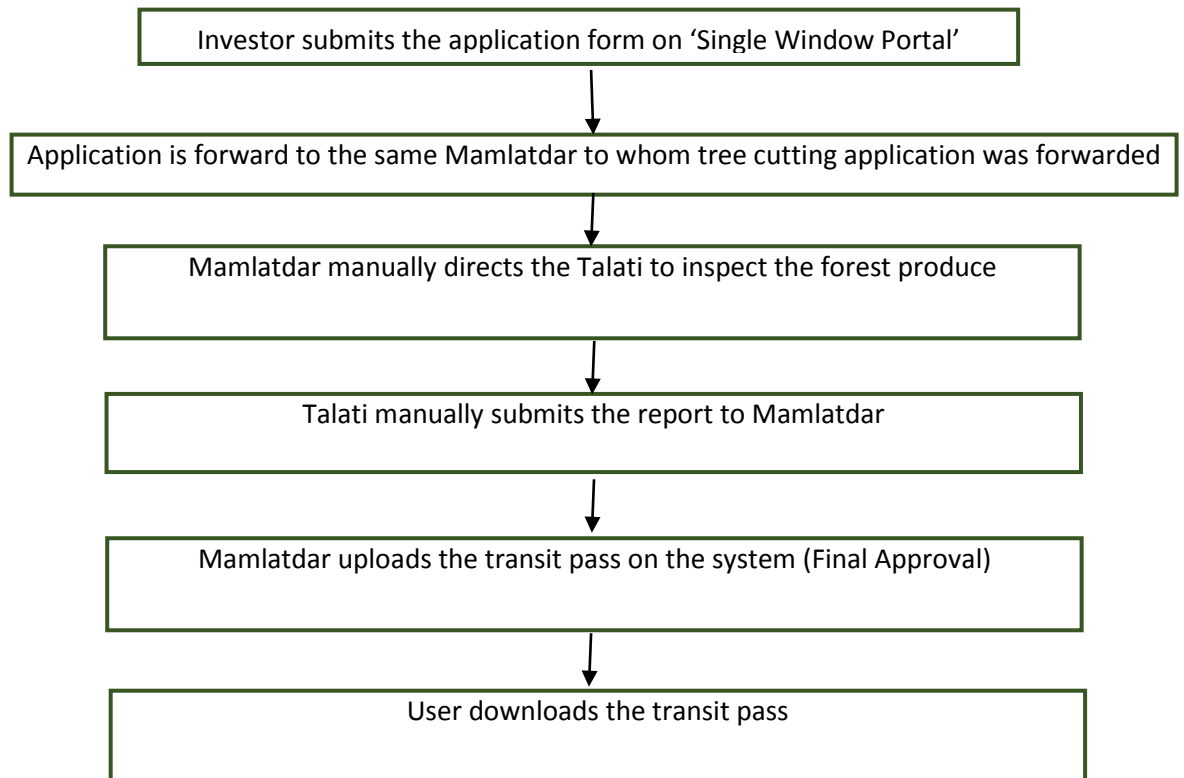 Investor submits the application form on ‘Single Window Portal’
Application is forward to the same Mamlatdar to whom tree cutting application was forwarded
Mamlatdar manually directs the Talati to inspect the forest produce
Talati manually submits the report to Mamlatdar
Mamlatdar uploads the transit pass on the system (Final Approval)
User downloads the transit pass